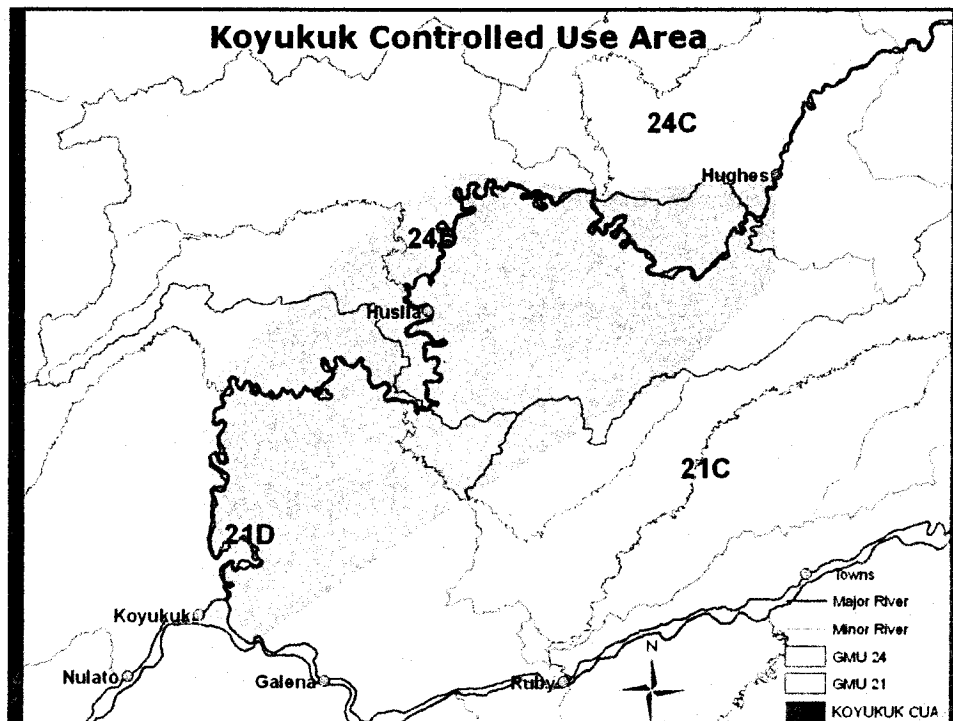 Koyukuk Controlled Use Area
24C
Hughes
24D
Huslia
21C
21D
Koyukuk
Nulato
Galena
Ruby
N
Towns
Major River
Minor River
GMU 24
GMU 21
KOYUKUK CUA